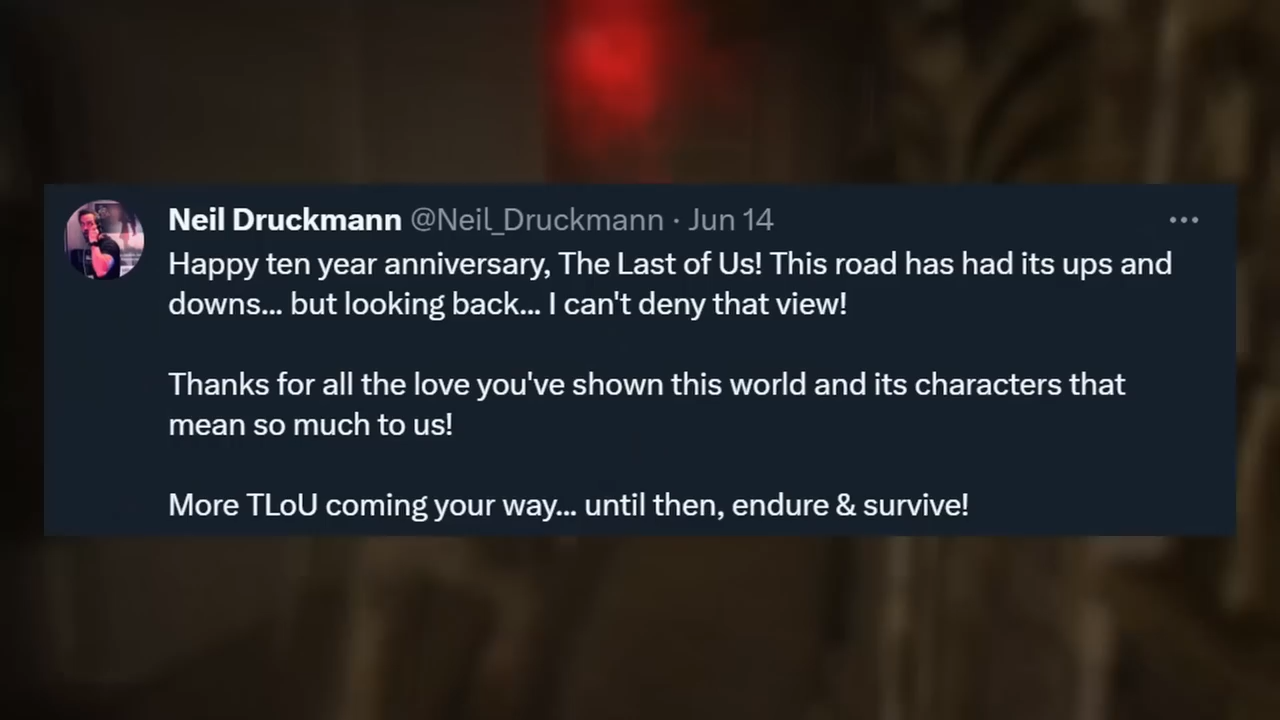 Neil Druckmann @Neil_Druckmann · Jun 14
Happy ten year anniversary, The Last of Us! This road has had its ups and
downs... but looking back... I can't deny that view!
Thanks for all the love you've shown this world and its characters that
mean so much to us!
More TLoU coming your way... until then, endure & survive!